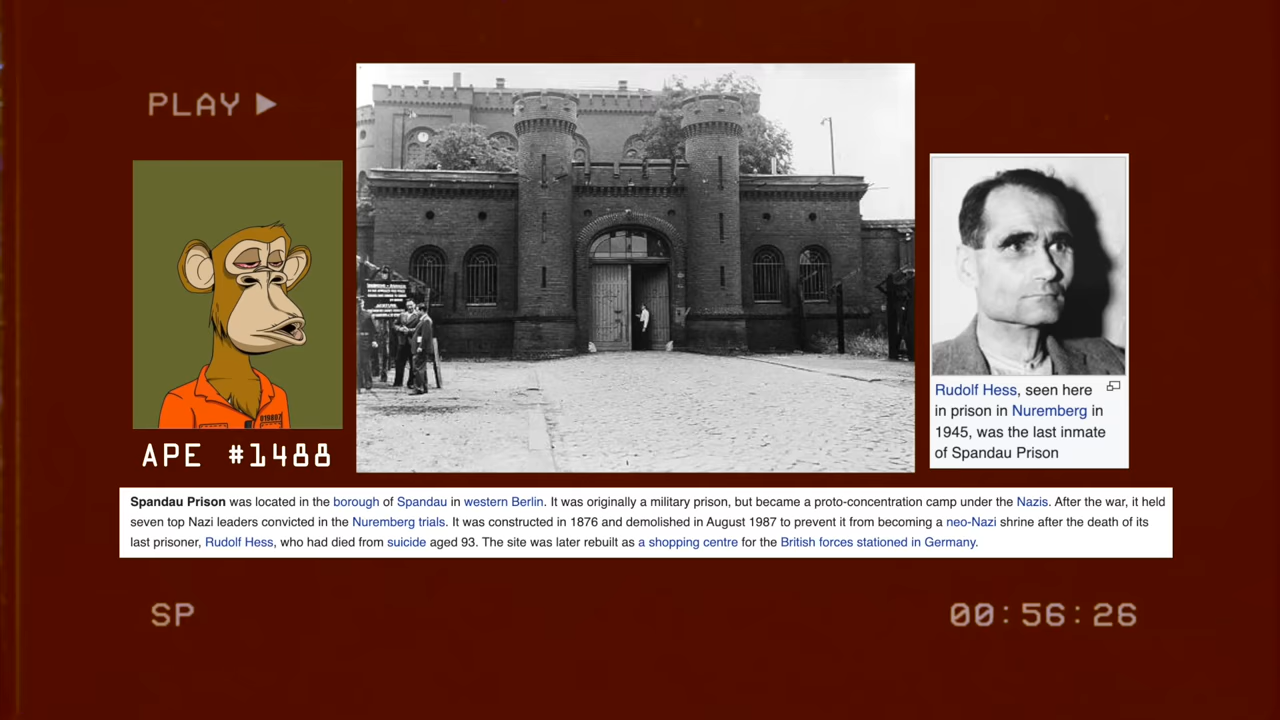 PLAY
019807
APE #1488
Rudolf Hess, seen here
in prison in Nuremberg in
1945, was the last inmate
of Spandau Prison
Spandau Prison was located in the borough of Spandau in western Berlin. It was originally a military prison, but became a proto-concentration camp under the Nazis. After the war, it held
seven top Nazi leaders convicted in the Nuremberg trials. It was constructed in 1876 and demolished in August 1987 to prevent it from becoming a neo-Nazi shrine after the death of its
last prisoner, Rudolf Hess, who had died from suicide aged 93. The site was later rebuilt as a shopping centre for the British forces stationed in Germany.
SP
00:56:26